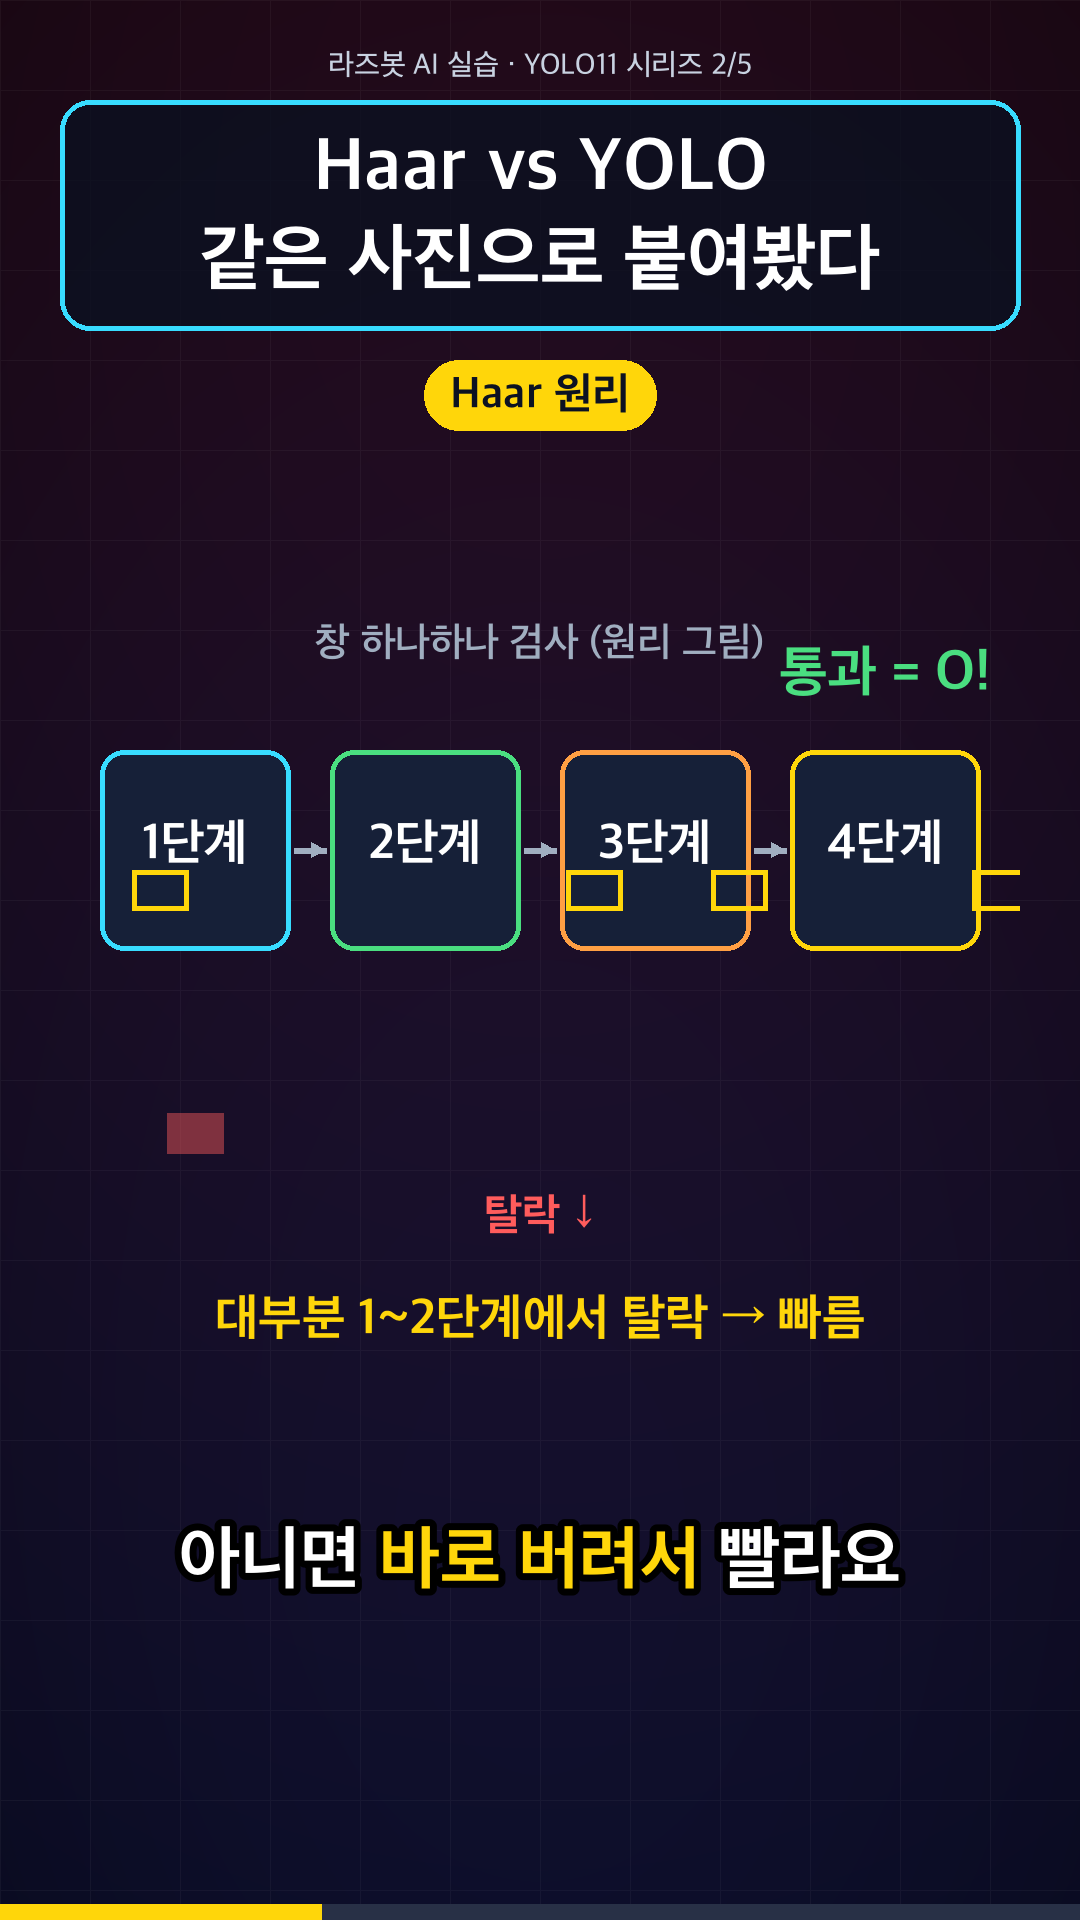 라즈봇 AI 실습 · YOLO11 시리즈 2/5
Haar vs YOLO
같은 사진으로 붙여봤다
Haar 원리
창 하나하나 검사 (원리 그림)
통과 = O!
1단계
2단계
3단계
4단계
탈락 ↓
대부분 1~2단계에서 탈락 → 빠름
아니면 바로 버려서 빨라요